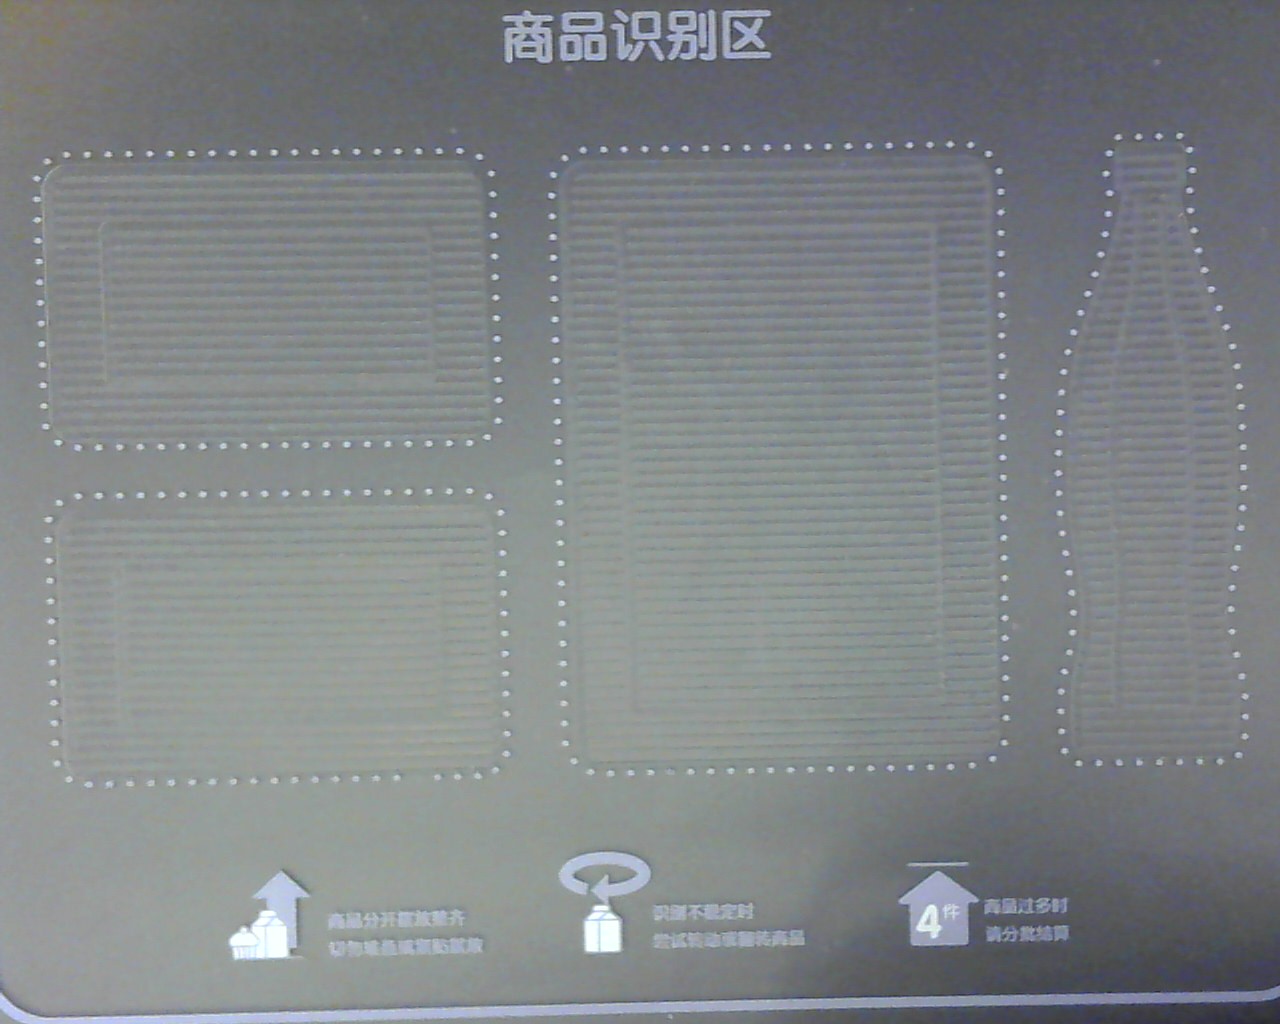 商品识别区
商品分开摆放整齐
切勿堆叠或紧贴摆放
识别不稳定时
尝试转动或翻转商品
4件
商品过多时
请分批结算